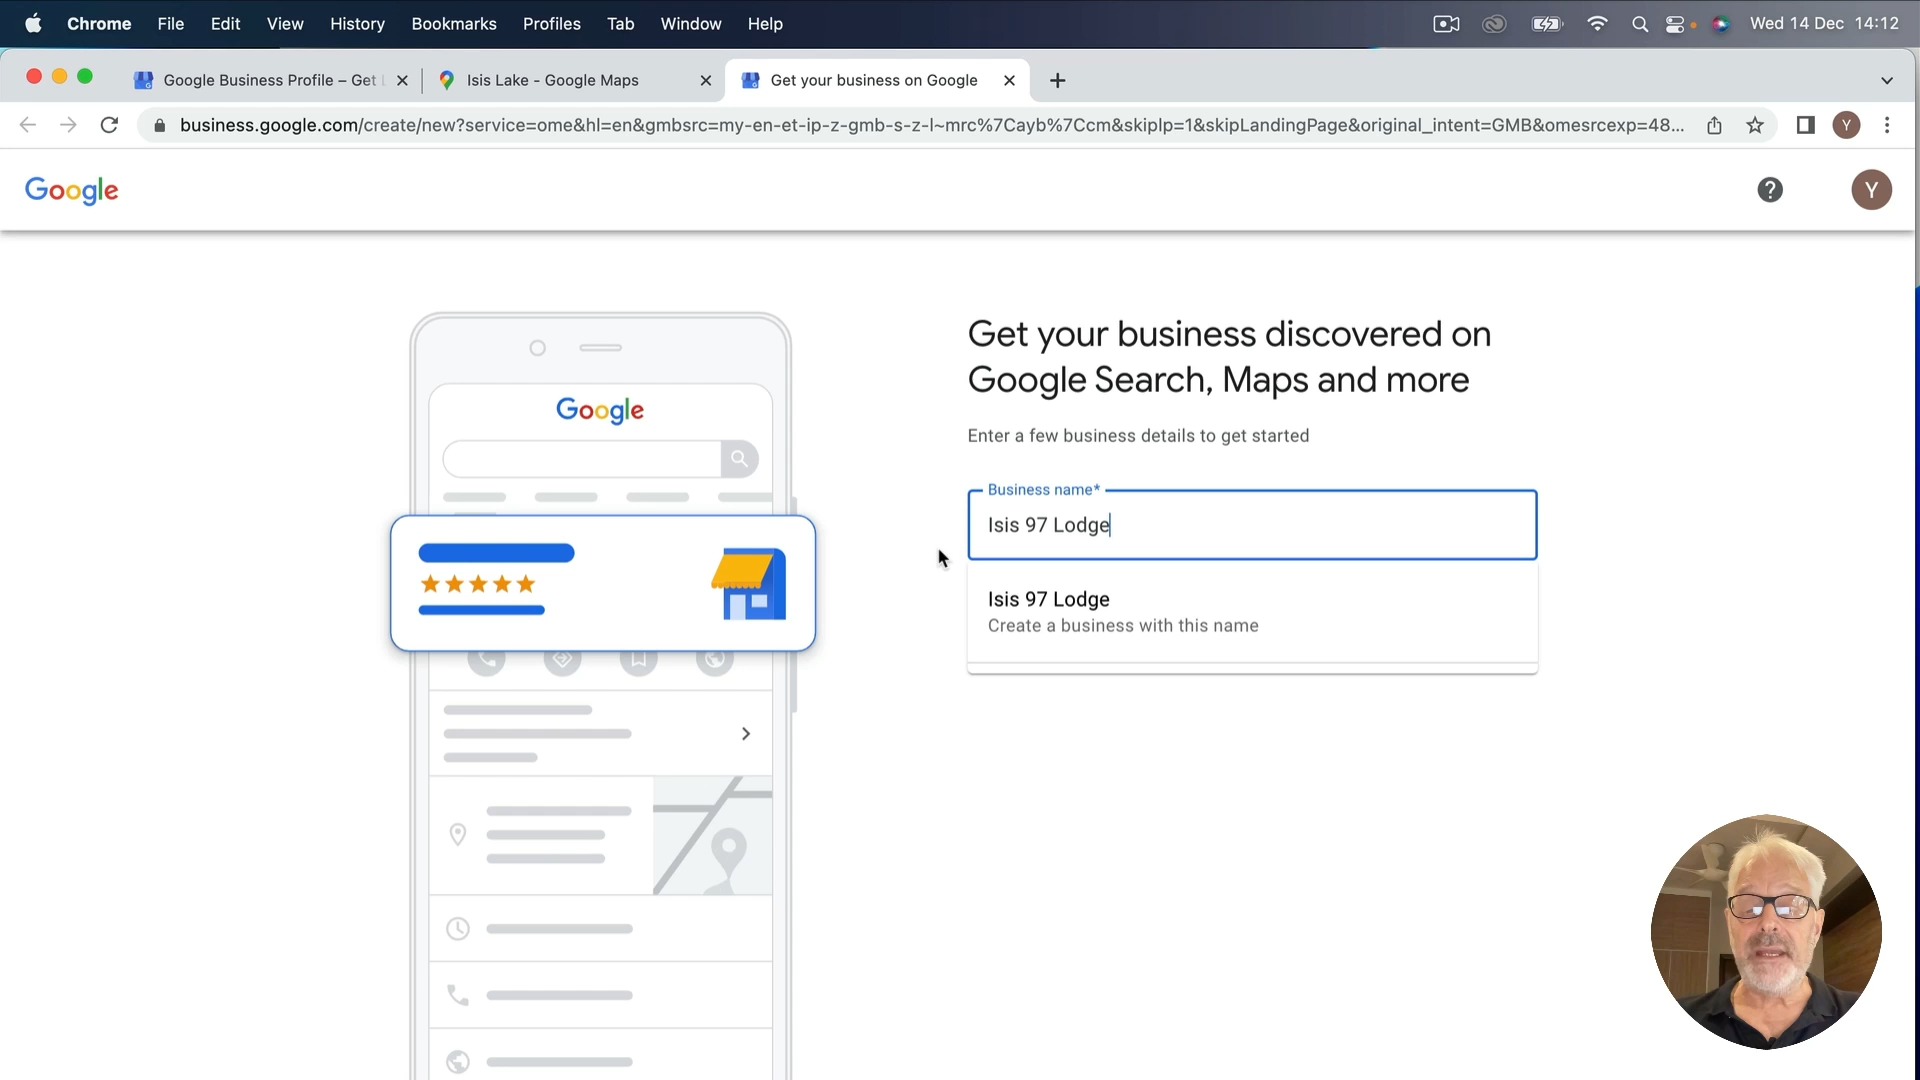 Chrome File Edit View History Bookmarks Profiles Tab Window Help Wed 14 Dec 14:12
Google Business Profile – Get L Isis Lake - Google Maps Get your business on Google
business.google.com/create/new?service=ome&hl=en&gmbsrc=my-en-et-ip-z-gmb-s-z-l~mrc%7Cayb%7Ccm&skiplp=1&skipLandingPage&original_intent=GMB&omesrcexp=48... Y
Google Y
Google
Get your business discovered on
Google Search, Maps and more
Enter a few business details to get started
Business name*
Isis 97 Lodge
Isis 97 Lodge
Create a business with this name